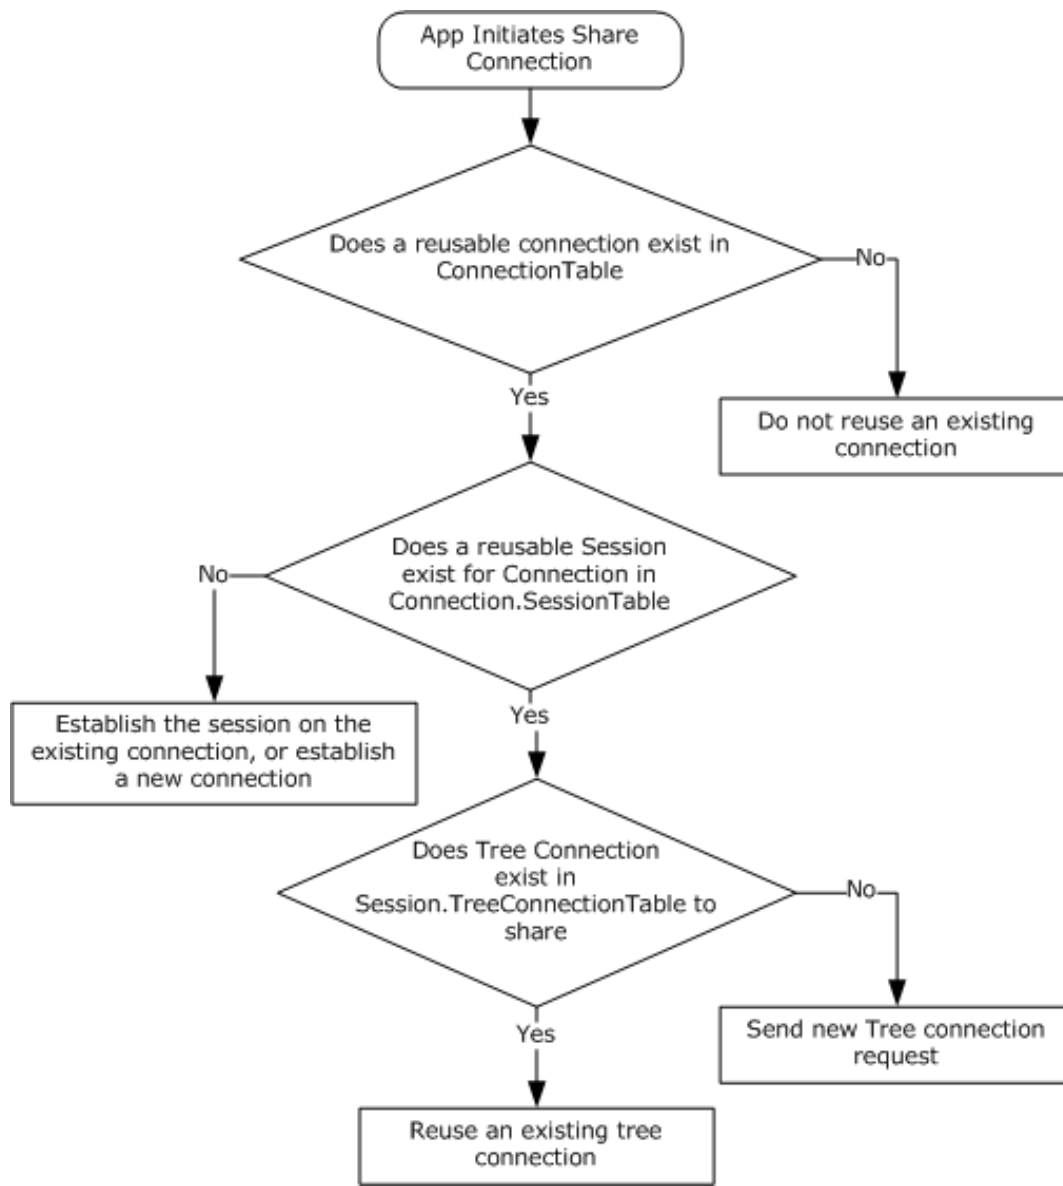 App Initiates Share
Connection
Does a reusable connection exist in
ConnectionTable
No
Yes
Do not reuse an existing
connection
Does a reusable Session
exist for Connection in
Connection.SessionTable
No
Yes
Establish the session on the
existing connection, or establish
a new connection
Does Tree Connection
exist in
Session.TreeConnectionTable to
share
No
Yes
Send new Tree connection
request
Reuse an existing tree
connection